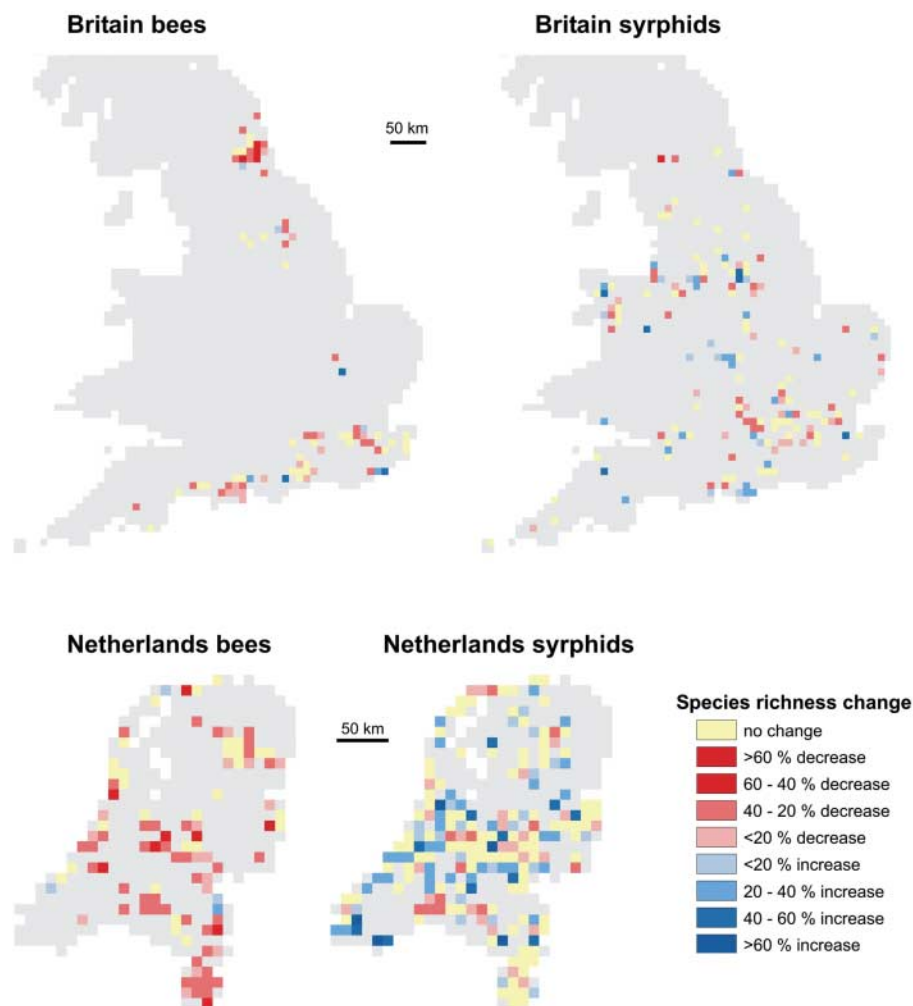 Britain bees
Britain syrphids
50 km
Netherlands bees
Netherlands syrphids
50 km
Species richness change
no change
>60 % decrease
60 - 40 % decrease
40 - 20 % decrease
<20 % decrease
<20 % increase
20 - 40 % increase
40 - 60 % increase
>60 % increase